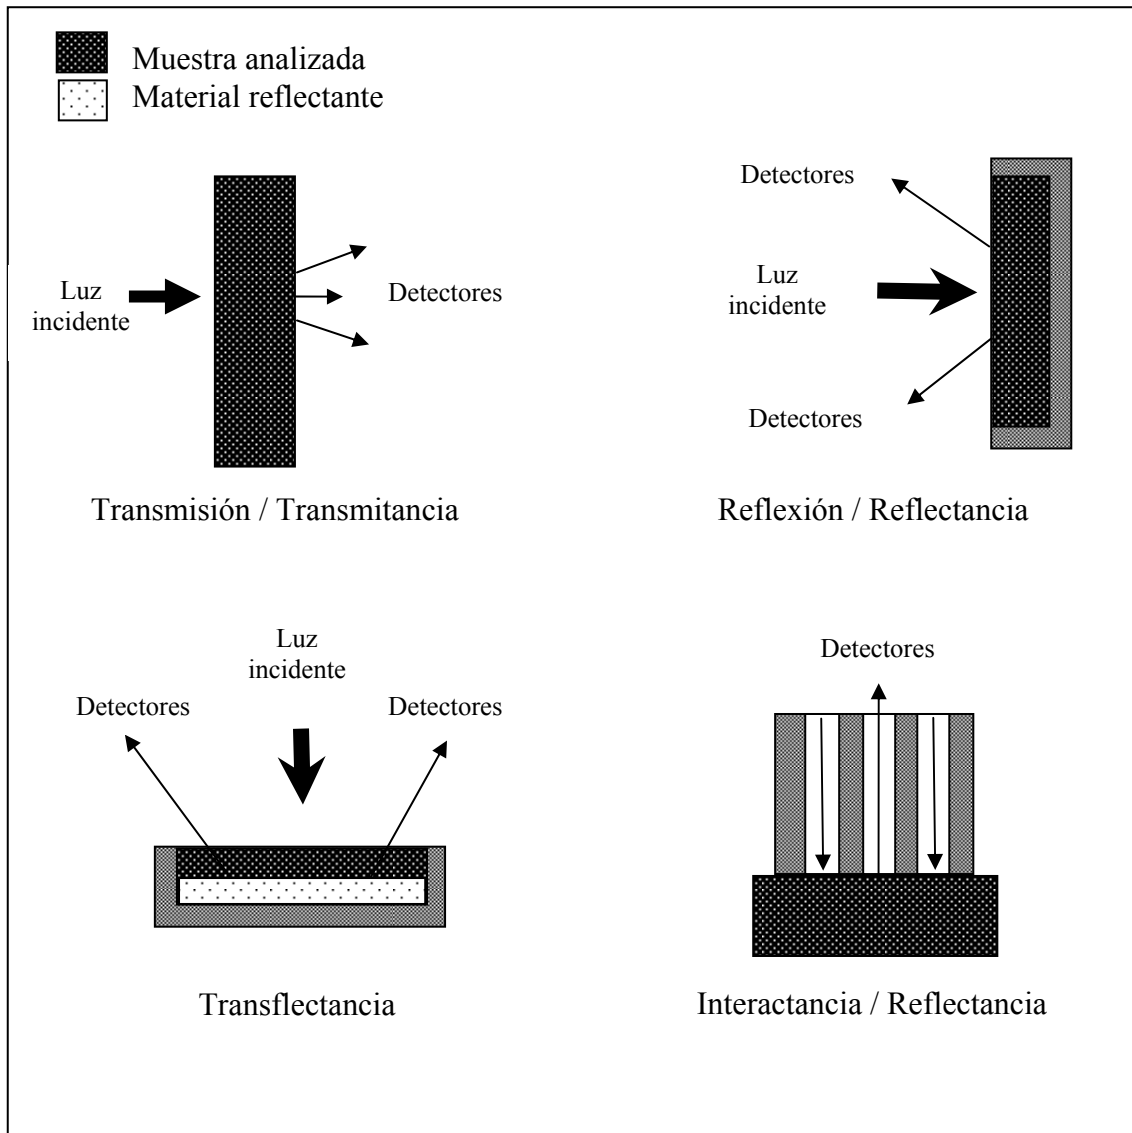 Muestra analizada
Material reflectante
Detectores
Luz
incidente
Detectores
Luz
incidente
Detectores
Transmisión / Transmitancia
Reflexión / Reflectancia
Luz
incidente
Detectores
Detectores
Detectores
Transflectancia
Interactancia / Reflectancia